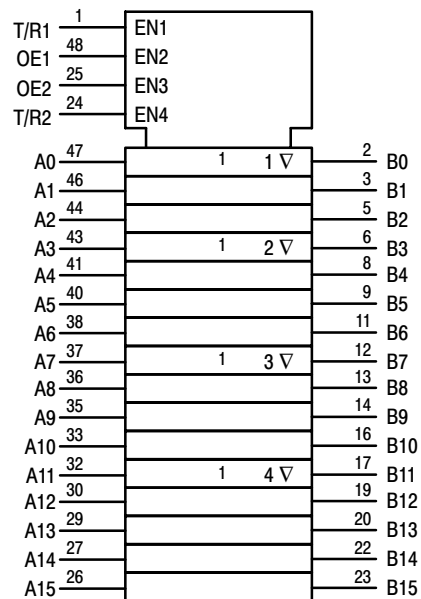 T/R1 1 EN1
OE1 48 EN2
OE2 25 EN3
T/R2 24 EN4
A0 47 1 1 ∇ 2 B0
A1 46 3 B1
A2 44 5 B2
A3 43 1 2 ∇ 6 B3
A4 41 8 B4
A5 40 9 B5
A6 38 11 B6
A7 37 1 3 ∇ 12 B7
A8 36 13 B8
A9 35 14 B9
A10 33 16 B10
A11 32 1 4 ∇ 17 B11
A12 30 19 B12
A13 29 20 B13
A14 27 22 B14
A15 26 23 B15